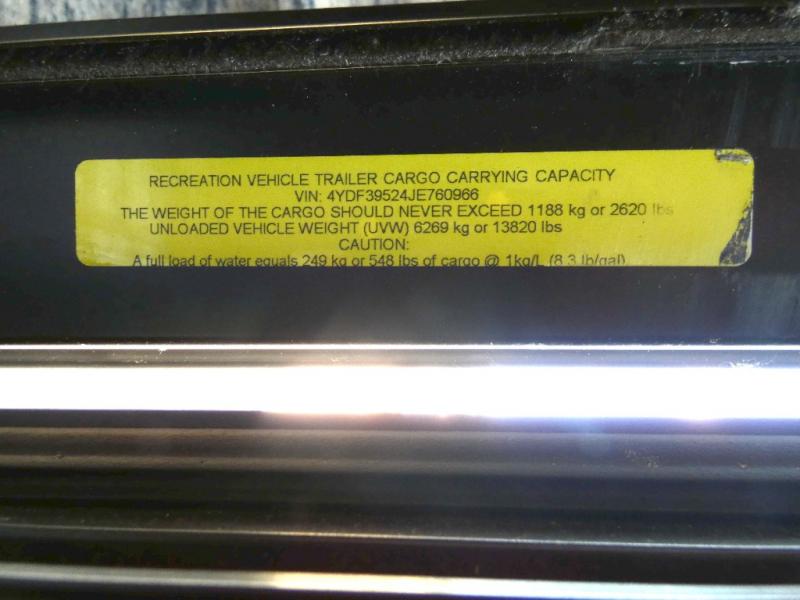 RECREATION VEHICLE TRAILER CARGO CARRYING CAPACITY
VIN: 4YDF39524JE760966
THE WEIGHT OF THE CARGO SHOULD NEVER EXCEED 1188 kg or 2620 lbs
UNLOADED VEHICLE WEIGHT (UVW) 6269 kg or 13820 lbs
CAUTION:
A full load of water equals 249 kg or 548 lbs of cargo @ 1kg/L (8.3 lb/gal)